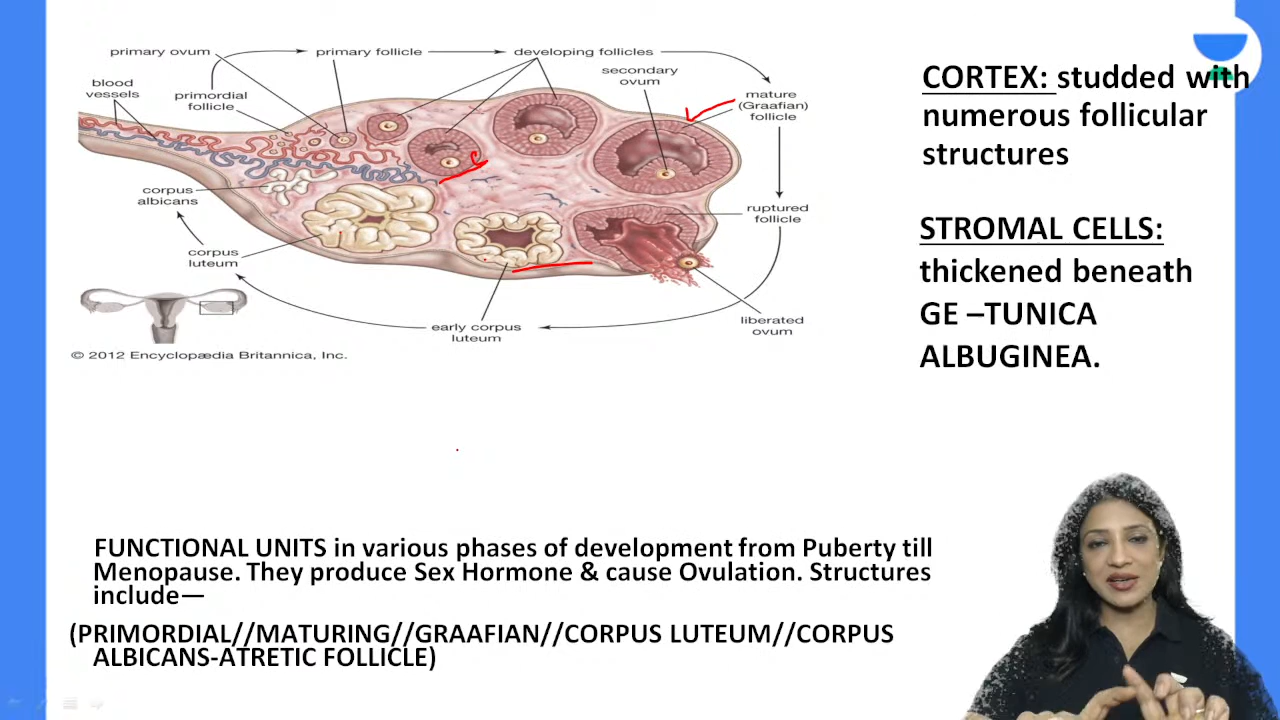 primary ovum
primary follicle
developing follicles
secondary
ovum
blood
vessels
primordial
follicle
mature
(Graafian)
follicle
corpus
albicans
ruptured
follicle
corpus
luteum
early corpus
luteum
liberated
ovum
© 2012 Encyclopædia Britannica, Inc.
CORTEX: studded with
numerous follicular
structures
STROMAL CELLS:
thickened beneath
GE –TUNICA
ALBUGINEA.
FUNCTIONAL UNITS in various phases of development from Puberty till
Menopause. They produce Sex Hormone & cause Ovulation. Structures
include—
(PRIMORDIAL//MATURING//GRAAFIAN//CORPUS LUTEUM//CORPUS
ALBICANS-ATRETIC FOLLICLE)